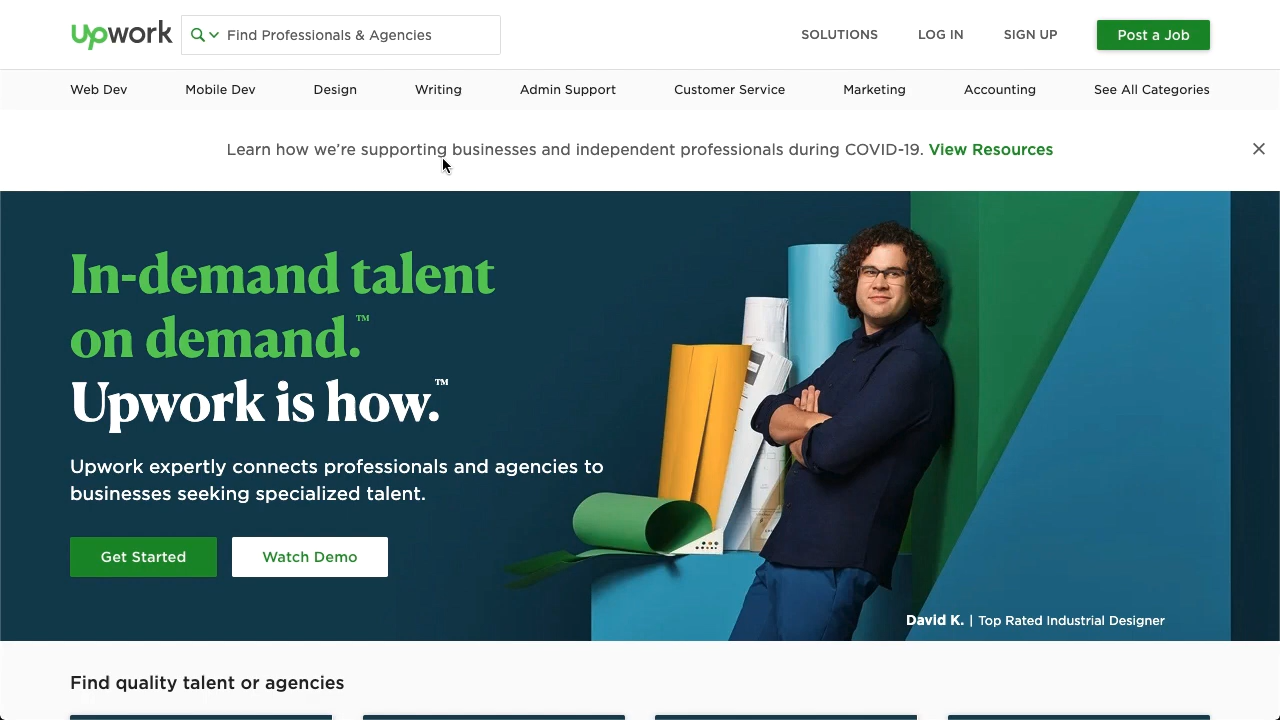 Upwork
Find Professionals & Agencies
SOLUTIONS
LOG IN
SIGN UP
Post a Job
Web Dev
Mobile Dev
Design
Writing
Admin Support
Customer Service
Marketing
Accounting
See All Categories
Learn how we're supporting businesses and independent professionals during COVID-19. View Resources
In-demand talent
on demand.™
Upwork is how.™
Upwork expertly connects professionals and agencies to
businesses seeking specialized talent.
Get Started
Watch Demo
David K. | Top Rated Industrial Designer
Find quality talent or agencies